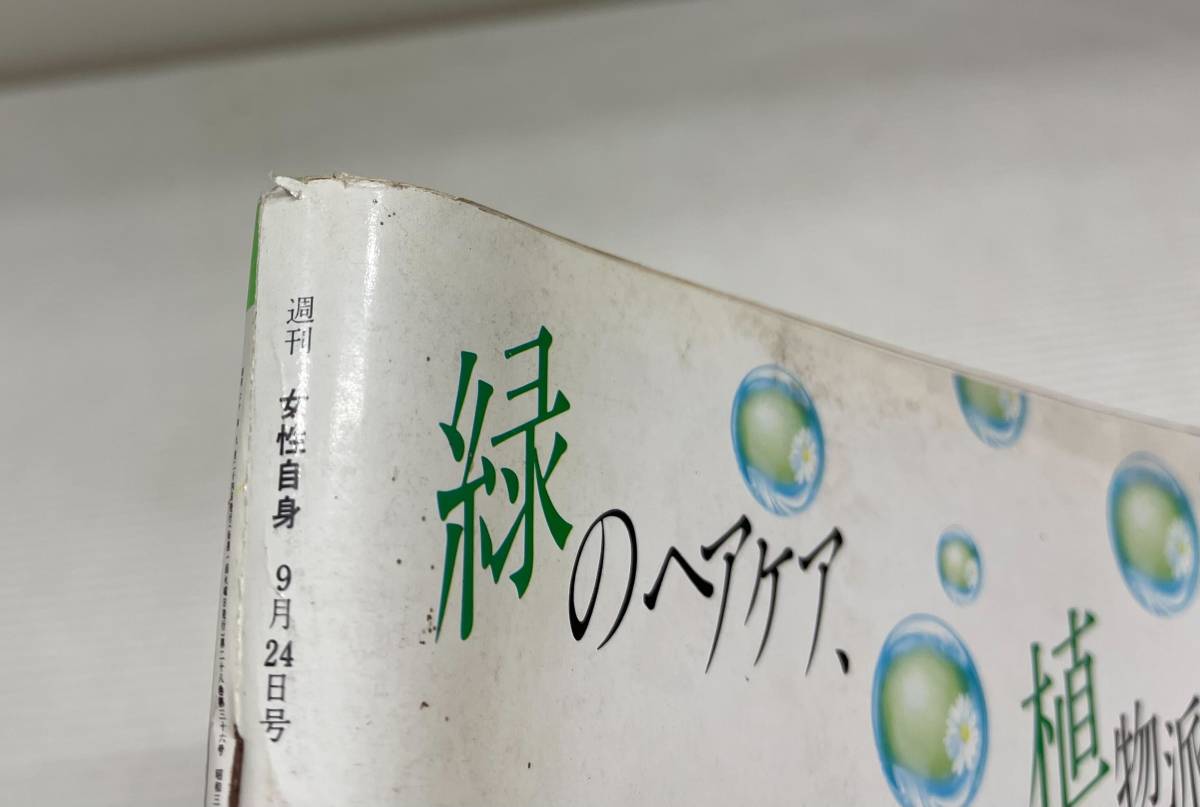 週刊 女性自身 9月24日号
緑のヘアケア、
植物派